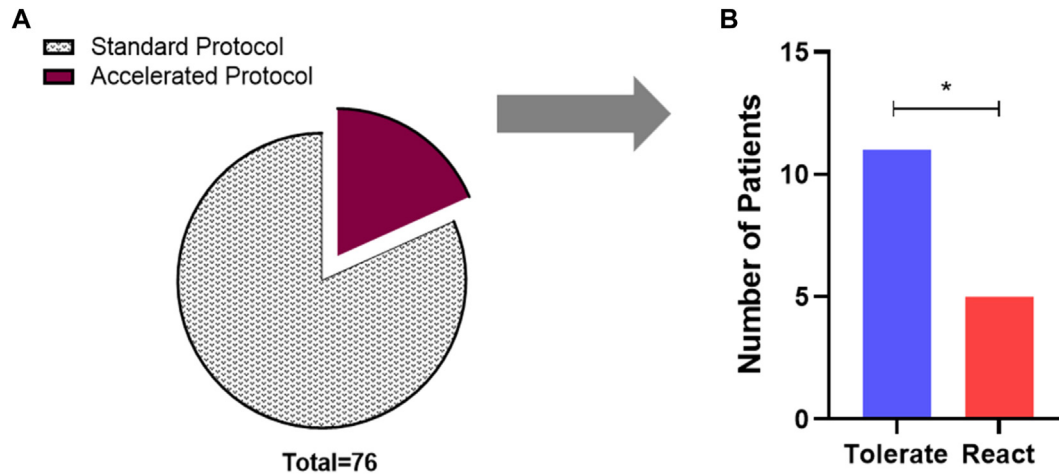 A
Standard Protocol
Accelerated Protocol
Total=76
B
Number of Patients
15
10
5
0
*
Tolerate React